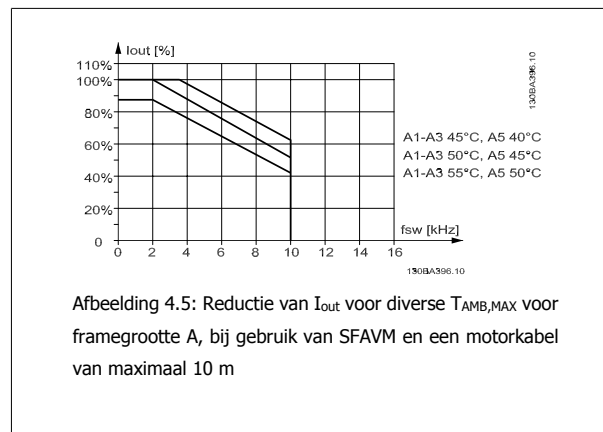 Iout [%]
110%
100%
80%
60%
40%
20%
0
0 2 4 6 8 10 12 14 16
fsw [kHz]
A1-A3 45°C, A5 40°C
A1-A3 50°C, A5 45°C
A1-A3 55°C, A5 50°C
130BA396.10
130BA396.10
Afbeelding 4.5: Reductie van Iout voor diverse TAMB,MAX voor
framegrootte A, bij gebruik van SFAVM en een motorkabel
van maximaal 10 m